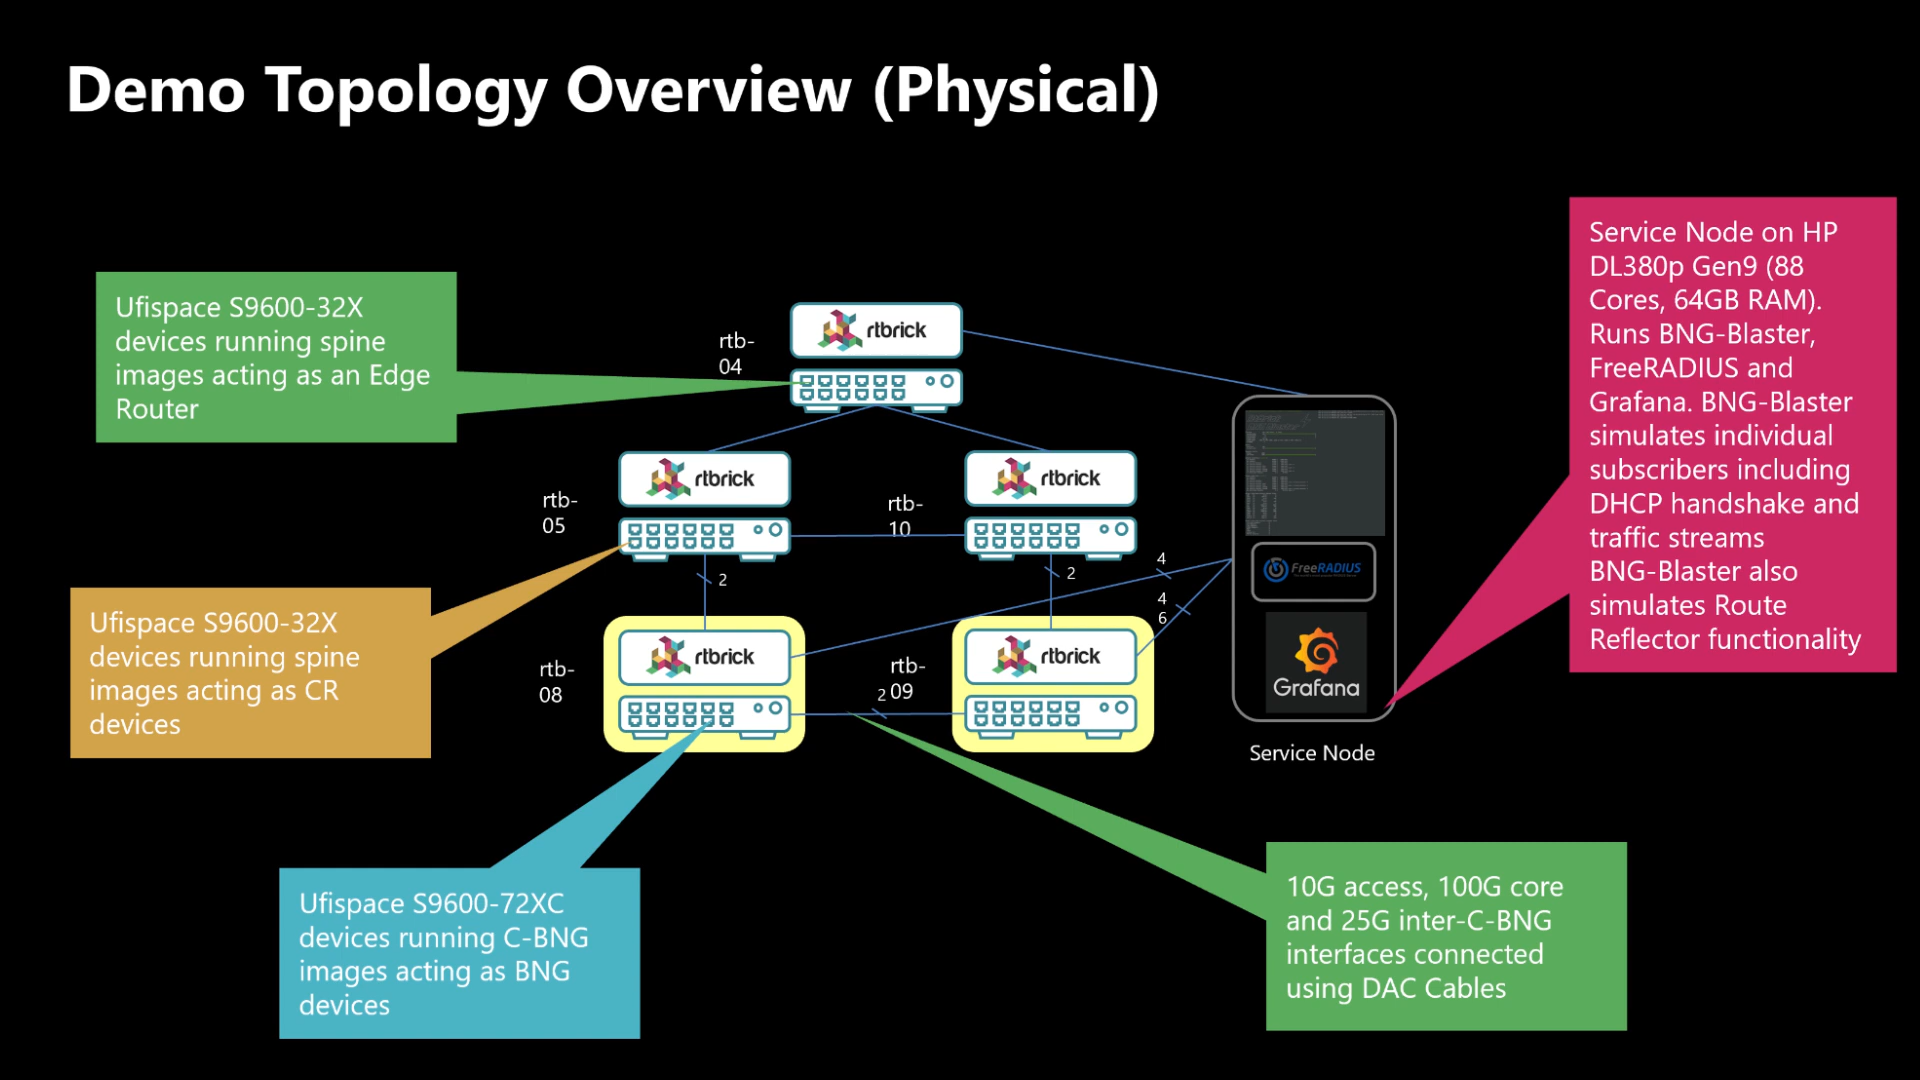 Demo Topology Overview (Physical)
Service Node on HP
DL380p Gen9 (88
Cores, 64GB RAM).
Runs BNG-Blaster,
FreeRADIUS and
Grafana. BNG-Blaster
simulates individual
subscribers including
DHCP handshake and
traffic streams
BNG-Blaster also
simulates Route
Reflector functionality
Ufispace S9600-32X
devices running spine
images acting as an Edge
Router
rtb-
04
rtbrick
rtb-
05
rtbrick
rtb-
10
rtbrick
2
2
4
4
6
FreeRADIUS
Ufispace S9600-32X
devices running spine
images acting as CR
devices
rtb-
08
rtbrick
rtb-
09
2
rtbrick
Grafana
Service Node
Ufispace S9600-72XC
devices running C-BNG
images acting as BNG
devices
10G access, 100G core
and 25G inter-C-BNG
interfaces connected
using DAC Cables